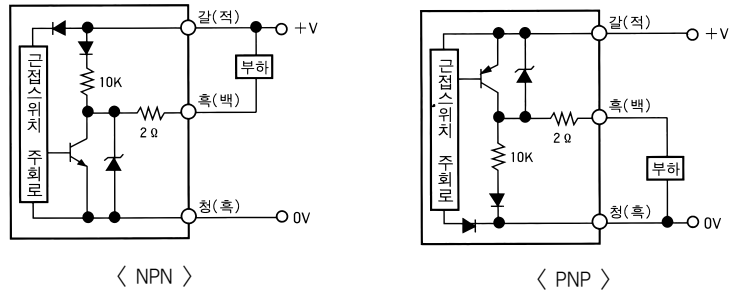 갈(적)
+V
부하
10K
흑(백)
2Ω
근접스위치 주회로
청(흑)
0V
〈 NPN 〉
갈(적)
+V
근접스위치 주회로
흑(백)
2Ω
10K
부하
청(흑)
0V
〈 PNP 〉